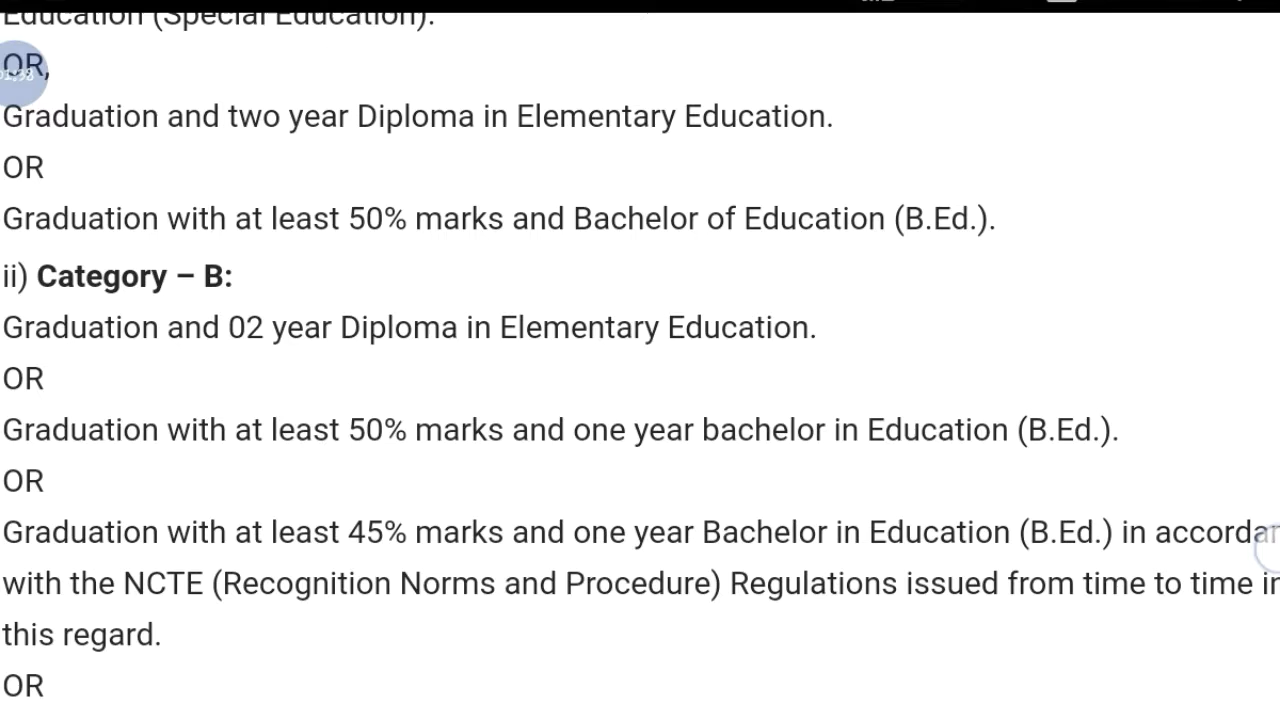 Education (Special Education).
OR,
Graduation and two year Diploma in Elementary Education.
OR
Graduation with at least 50% marks and Bachelor of Education (B.Ed.).
ii) Category – B:
Graduation and 02 year Diploma in Elementary Education.
OR
Graduation with at least 50% marks and one year bachelor in Education (B.Ed.).
OR
Graduation with at least 45% marks and one year Bachelor in Education (B.Ed.) in accordan
with the NCTE (Recognition Norms and Procedure) Regulations issued from time to time in
this regard.
OR